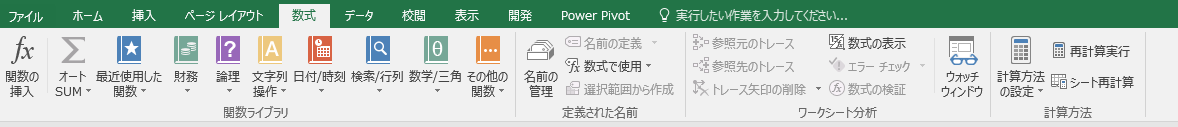 ファイル ホーム 挿入 ページ レイアウト 数式 データ 校閲 表示 開発 Power Pivot 実行したい作業を入力してください...
fx 関数の挿入
Σ オート SUM
最近使用した関数
財務
? 論理
A 文字列操作
日付/時刻
検索/行列
θ 数学/三角
その他の関数
関数ライブラリ
名前の管理
名前の定義
数式で使用
選択範囲から作成
定義された名前
参照元のトレース
参照先のトレース
トレース矢印の削除
数式の表示
エラー チェック
数式の検証
ウォッチ ウィンドウ
ワークシート分析
計算方法の設定
再計算実行
シート再計算
計算方法